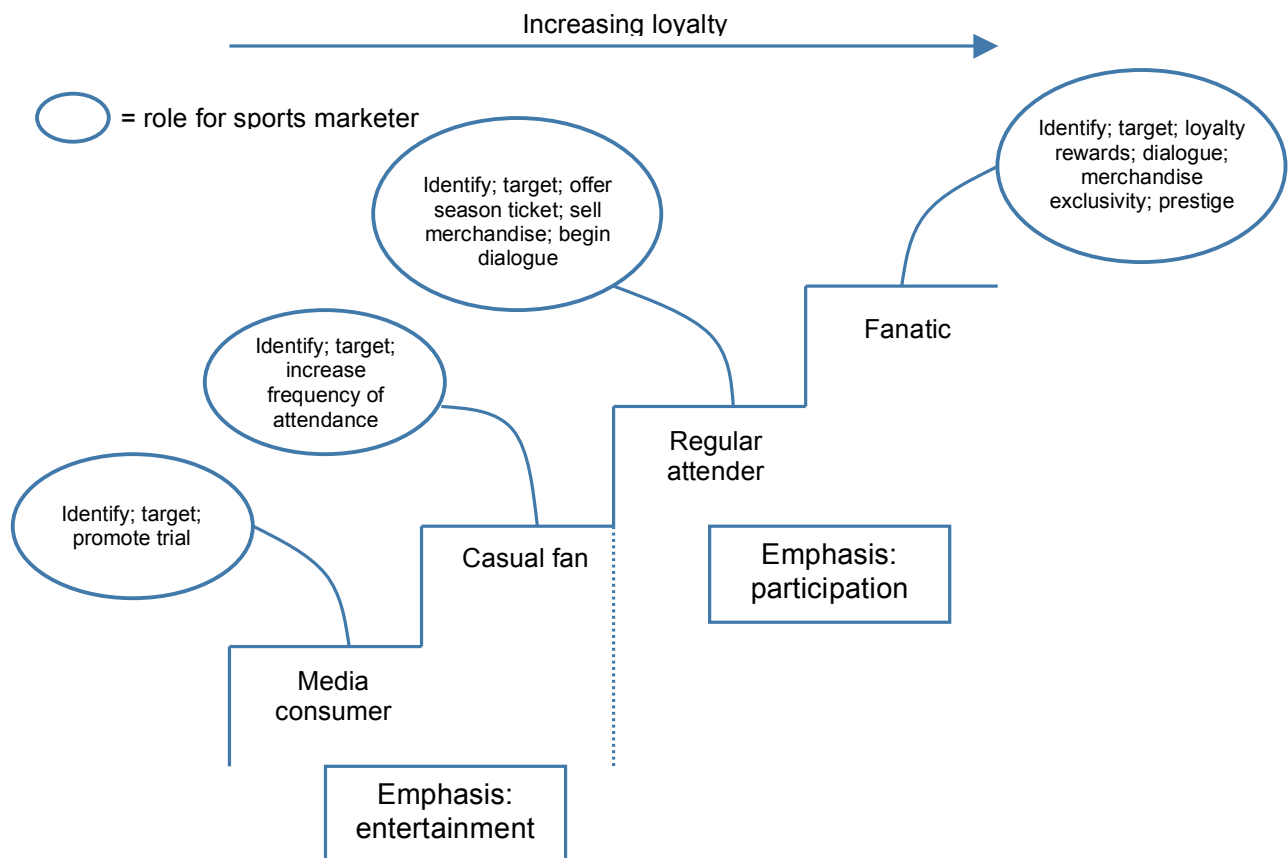 Increasing loyalty
= role for sports marketer
Identify; target; loyalty
rewards; dialogue;
merchandise
exclusivity; prestige
Identify; target; offer
season ticket; sell
merchandise; begin
dialogue
Fanatic
Identify; target;
increase
frequency of
attendance
Regular
attender
Identify; target;
promote trial
Casual fan
Emphasis:
participation
Media
consumer
Emphasis:
entertainment